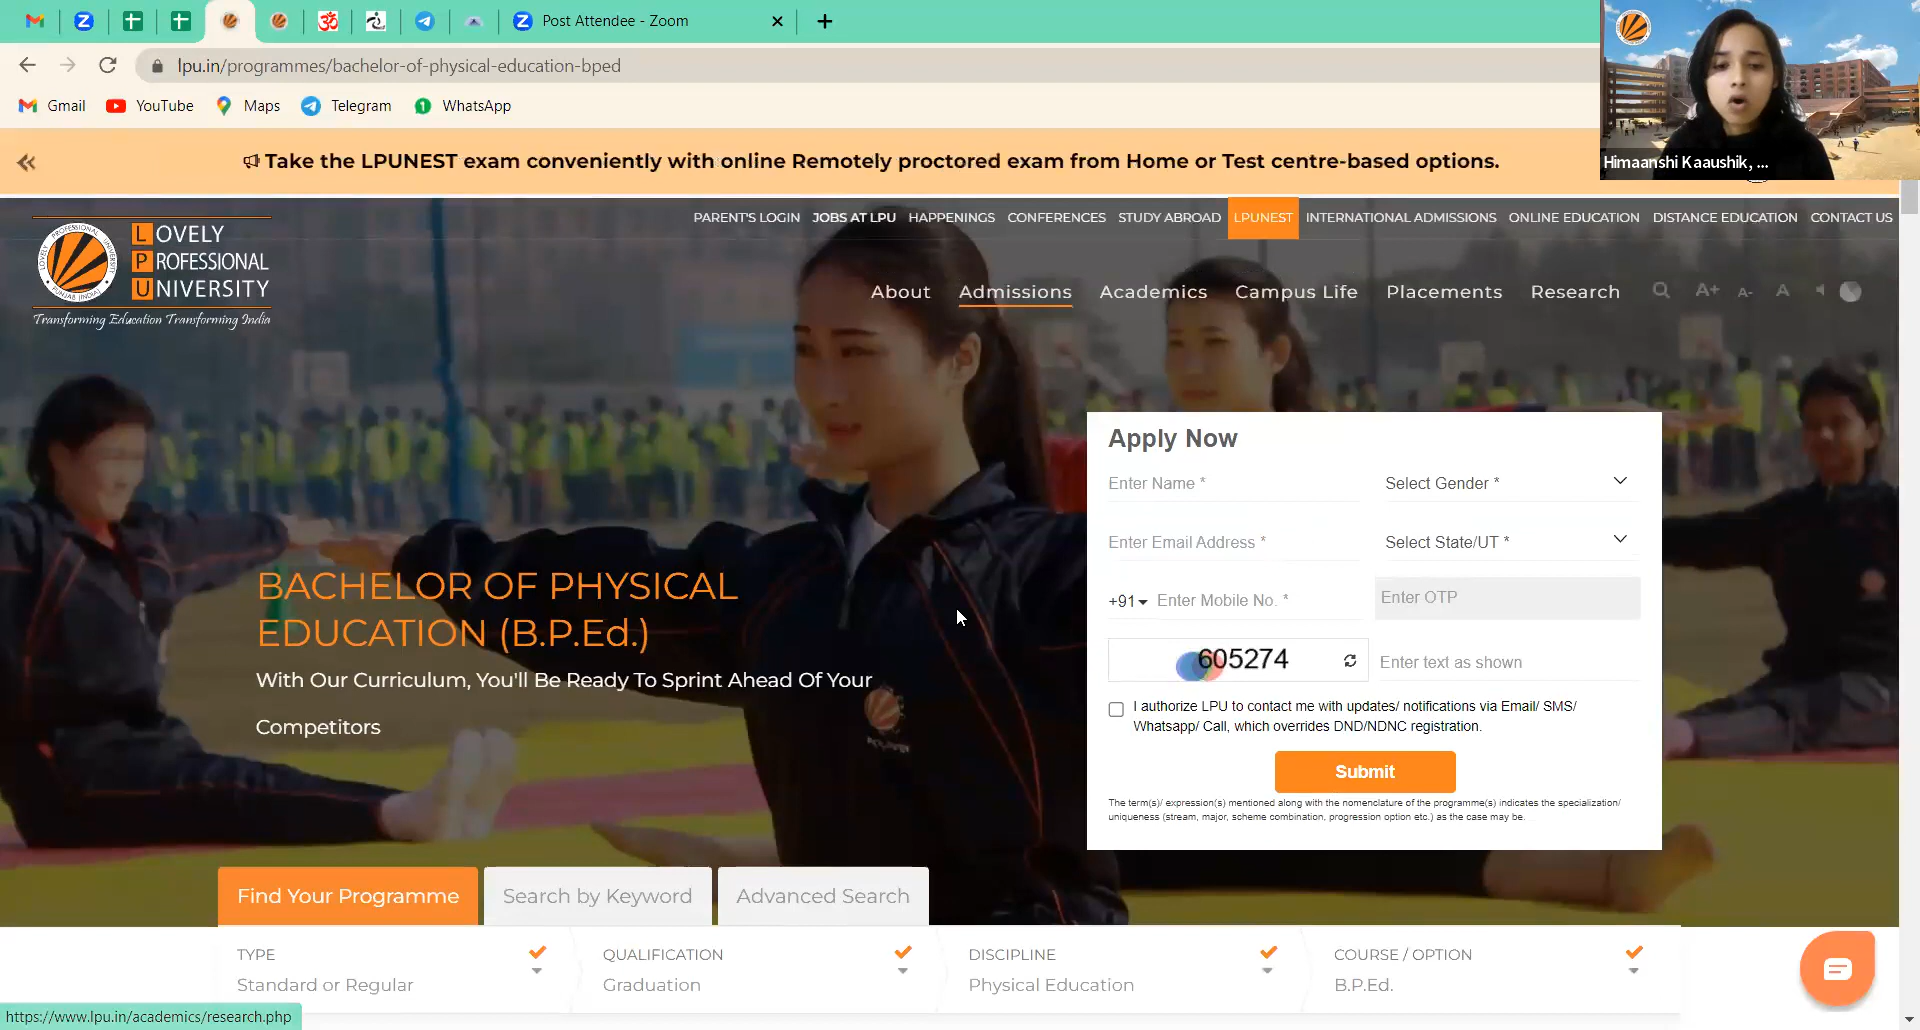 Post Attendee - Zoom
lpu.in/programmes/bachelor-of-physical-education-bped
Gmail
YouTube
Maps
Telegram
WhatsApp
Take the LPUNEST exam conveniently with online Remotely proctored exam from Home or Test centre-based options.
Himaanshi Kaaushik, ...
PARENT'S LOGIN
JOBS AT LPU
HAPPENINGS
CONFERENCES
STUDY ABROAD
LPUNEST
INTERNATIONAL ADMISSIONS
ONLINE EDUCATION
DISTANCE EDUCATION
CONTACT US
LOVELY
PROFESSIONAL
UNIVERSITY
Transforming Education Transforming India
About
Admissions
Academics
Campus Life
Placements
Research
A+
A-
A
BACHELOR OF PHYSICAL
EDUCATION (B.P.Ed.)
With Our Curriculum, You'll Be Ready To Sprint Ahead Of Your
Competitors
Apply Now
Enter Name *
Select Gender *
Enter Email Address *
Select State/UT *
+91
Enter Mobile No. *
Enter OTP
605274
Enter text as shown
I authorize LPU to contact me with updates/ notifications via Email/ SMS/
Whatsapp/ Call, which overrides DND/NDNC registration.
Submit
The term(s)/ expression(s) mentioned along with the nomenclature of the programme(s) indicates the specialization/
uniqueness (stream, major, scheme combination, progression option etc.) as the case may be.
Find Your Programme
Search by Keyword
Advanced Search
TYPE
Standard or Regular
QUALIFICATION
Graduation
DISCIPLINE
Physical Education
COURSE / OPTION
B.P.Ed.
https://www.lpu.in/academics/research.php